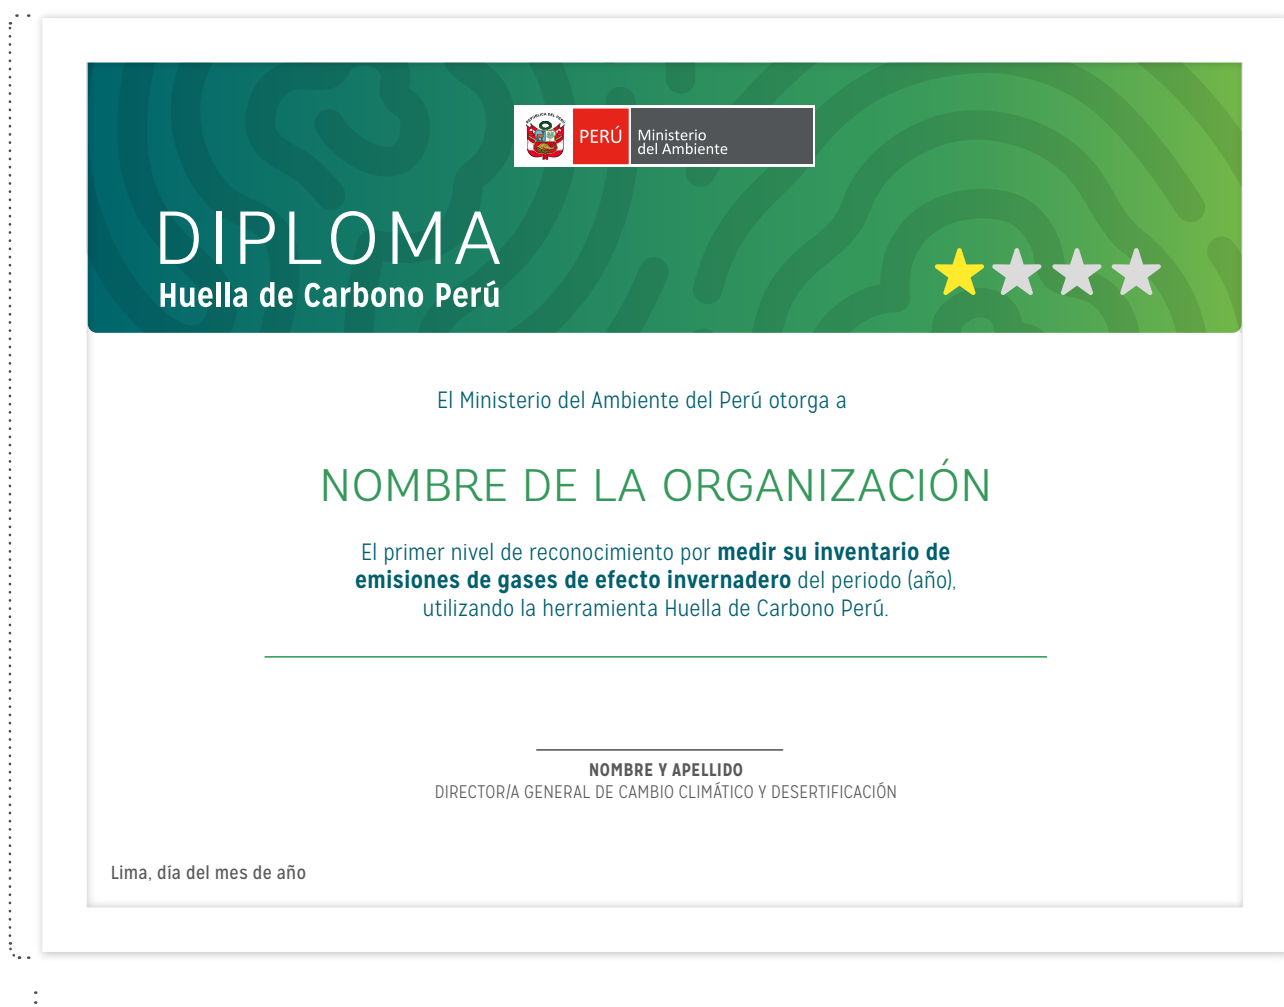 REPÚBLICA DEL PERÚ
PERÚ
Ministerio
del Ambiente
DIPLOMA
Huella de Carbono Perú
El Ministerio del Ambiente del Perú otorga a
NOMBRE DE LA ORGANIZACIÓN
El primer nivel de reconocimiento por medir su inventario de
emisiones de gases de efecto invernadero del periodo (año),
utilizando la herramienta Huella de Carbono Perú.
NOMBRE Y APELLIDO
DIRECTOR/A GENERAL DE CAMBIO CLIMÁTICO Y DESERTIFICACIÓN
Lima, día del mes de año